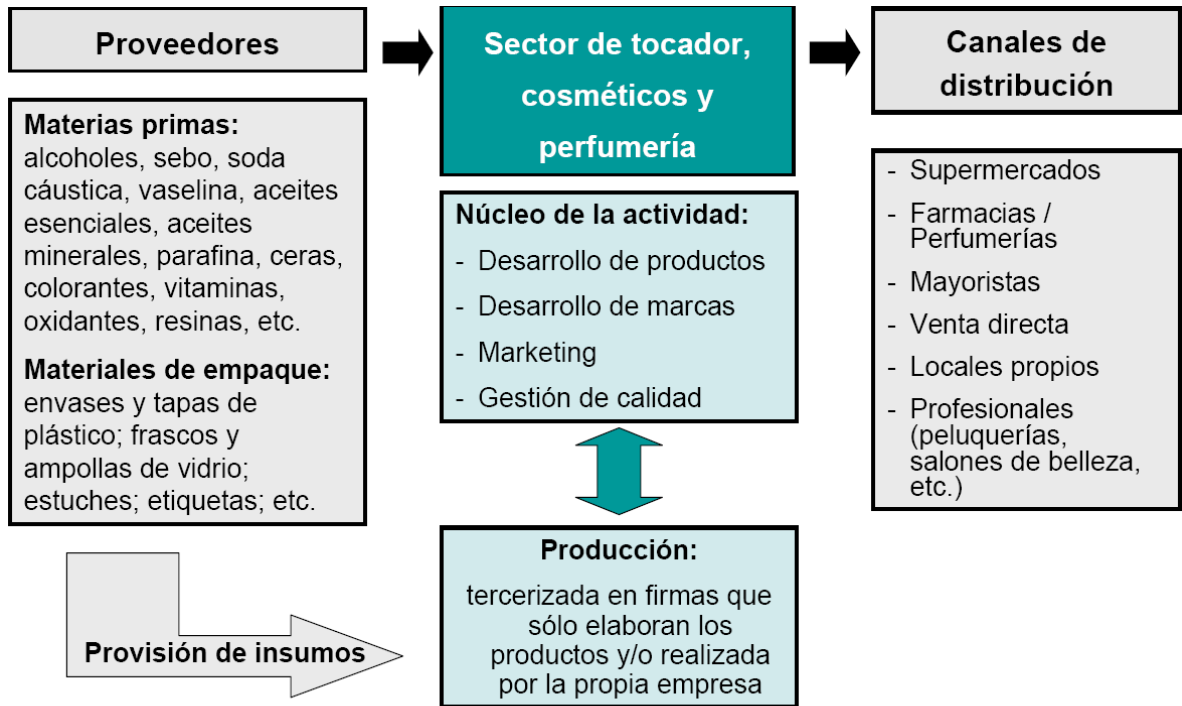 Proveedores
Materias primas:
alcoholes, sebo, soda
cáustica, vaselina, aceites
esenciales, aceites
minerales, parafina, ceras,
colorantes, vitaminas,
oxidantes, resinas, etc.
Materiales de empaque:
envases y tapas de
plástico; frascos y
ampollas de vidrio;
estuches; etiquetas; etc.
Provisión de insumos
Sector de tocador,
cosméticos y
perfumería
Núcleo de la actividad:
- Desarrollo de productos
- Desarrollo de marcas
- Marketing
- Gestión de calidad
Producción:
tercerizada en firmas que
sólo elaboran los
productos y/o realizada
por la propia empresa
Canales de
distribución
- Supermercados
- Farmacias /
Perfumerías
- Mayoristas
- Venta directa
- Locales propios
- Profesionales
(peluquerías,
salones de belleza,
etc.)